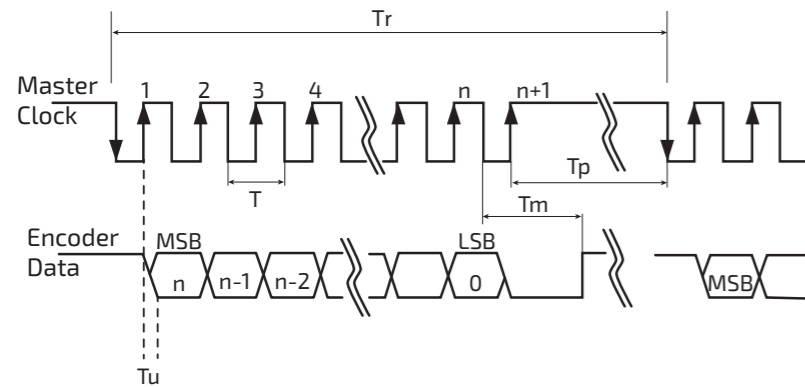 Tr
Master
Clock
1 2 3 4 n n+1
T
Tp
Tm
Encoder
Data
MSB LSB
n n-1 n-2 0 MSB
Tu